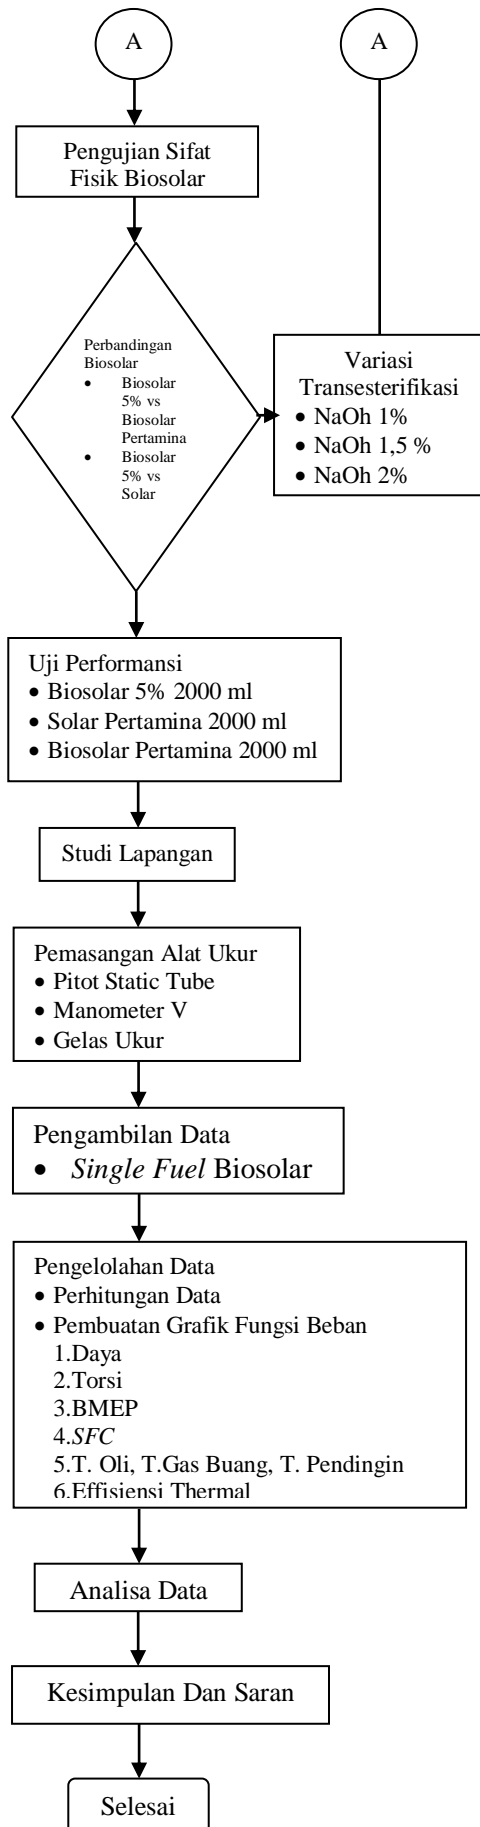 A
A
Pengujian Sifat
Fisik Biosolar
Perbandingan
Biosolar
• Biosolar
5% vs
Biosolar
Pertamina
• Biosolar
5% vs
Solar
Variasi
Transesterifikasi
• NaOh 1%
• NaOh 1,5 %
• NaOh 2%
Uji Performansi
• Biosolar 5% 2000 ml
• Solar Pertamina 2000 ml
• Biosolar Pertamina 2000 ml
Studi Lapangan
Pemasangan Alat Ukur
• Pitot Static Tube
• Manometer V
• Gelas Ukur
Pengambilan Data
• Single Fuel Biosolar
Pengelolahan Data
• Perhitungan Data
• Pembuatan Grafik Fungsi Beban
1.Daya
2.Torsi
3.BMEP
4.SFC
5.T. Oli, T.Gas Buang, T. Pendingin
6.Effisiensi Thermal
Analisa Data
Kesimpulan Dan Saran
Selesai